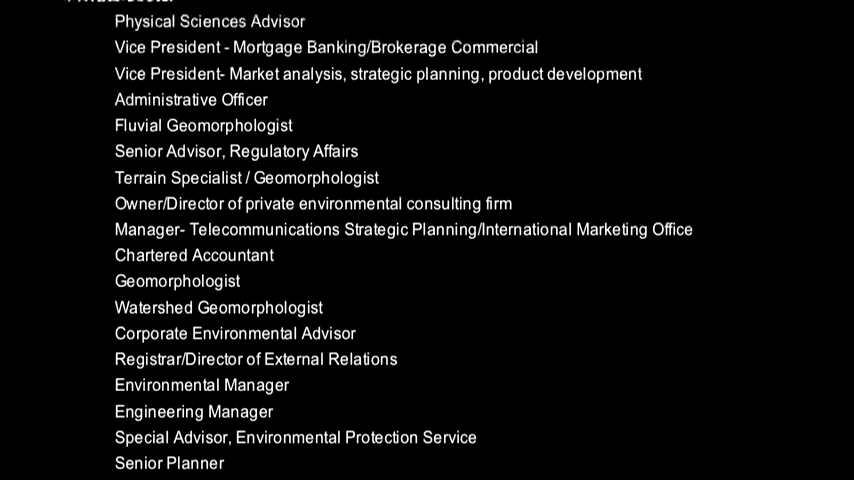 Physical Sciences Advisor
Vice President - Mortgage Banking/Brokerage Commercial
Vice President- Market analysis, strategic planning, product development
Administrative Officer
Fluvial Geomorphologist
Senior Advisor, Regulatory Affairs
Terrain Specialist / Geomorphologist
Owner/Director of private environmental consulting firm
Manager- Telecommunications Strategic Planning/International Marketing Office
Chartered Accountant
Geomorphologist
Watershed Geomorphologist
Corporate Environmental Advisor
Registrar/Director of External Relations
Environmental Manager
Engineering Manager
Special Advisor, Environmental Protection Service
Senior Planner